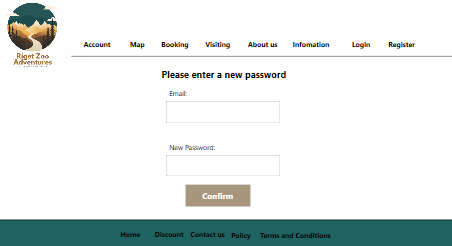 Riget Zoo
Adventures
Account Map Booking Visiting About us Infomation Login Register
Please enter a new password
Email:
New Password:
Confirm
Home Discount Contact us Policy Terms and Conditions